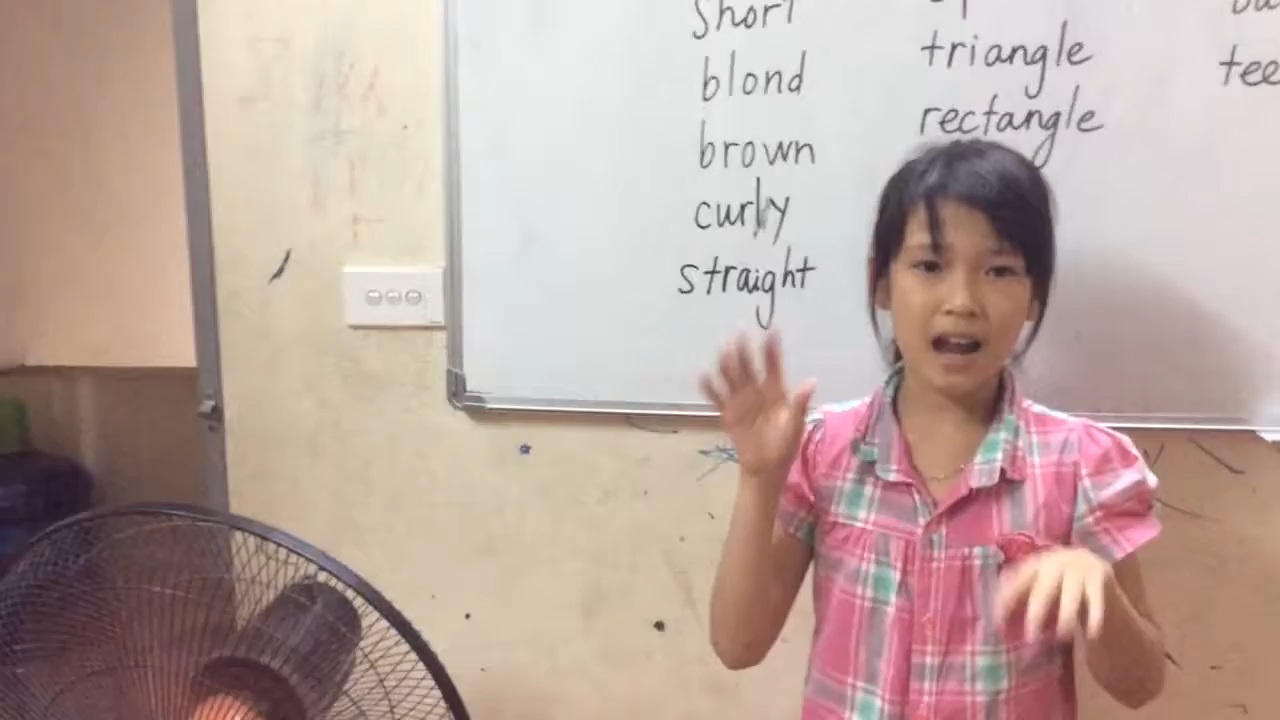 short
blond
brown
curly
straight
triangle
rectangle